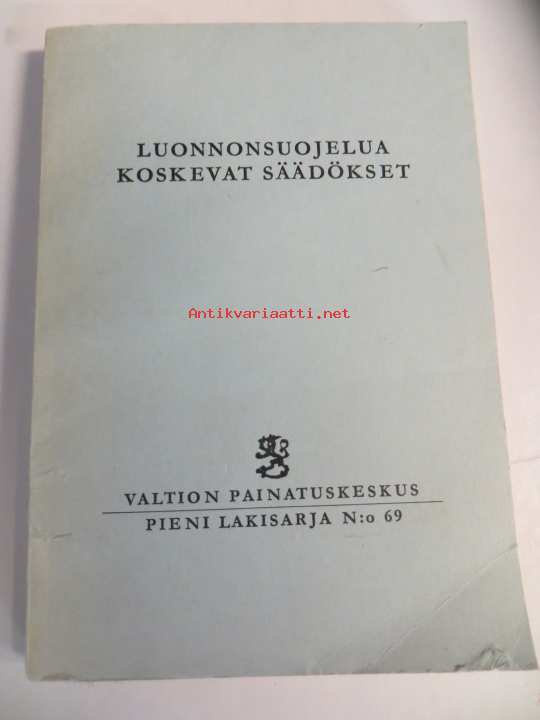 LUONNONSUOJELUA
KOSKEVAT SÄÄDÖKSET
Antikvariaatti.net
VALTION PAINATUSKESKUS
PIENI LAKISARJA N:o 69